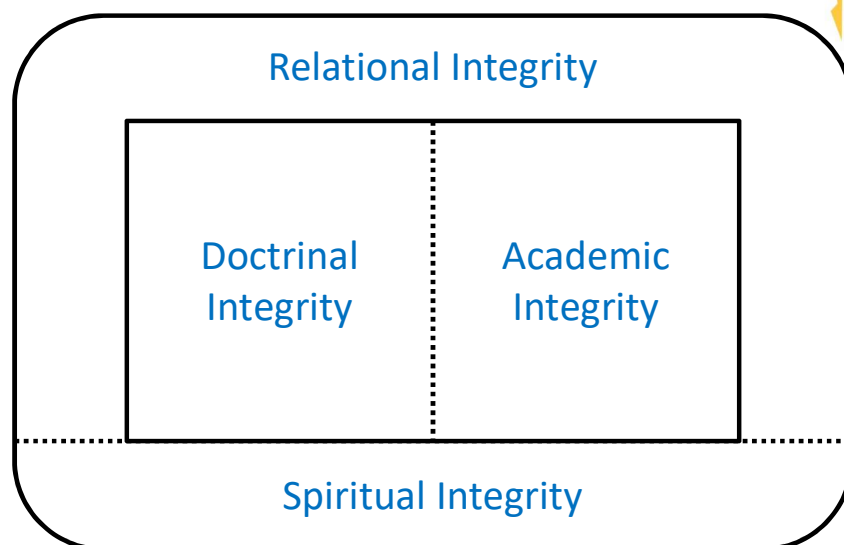 Relational Integrity
Doctrinal
Integrity
Academic
Integrity
Spiritual Integrity